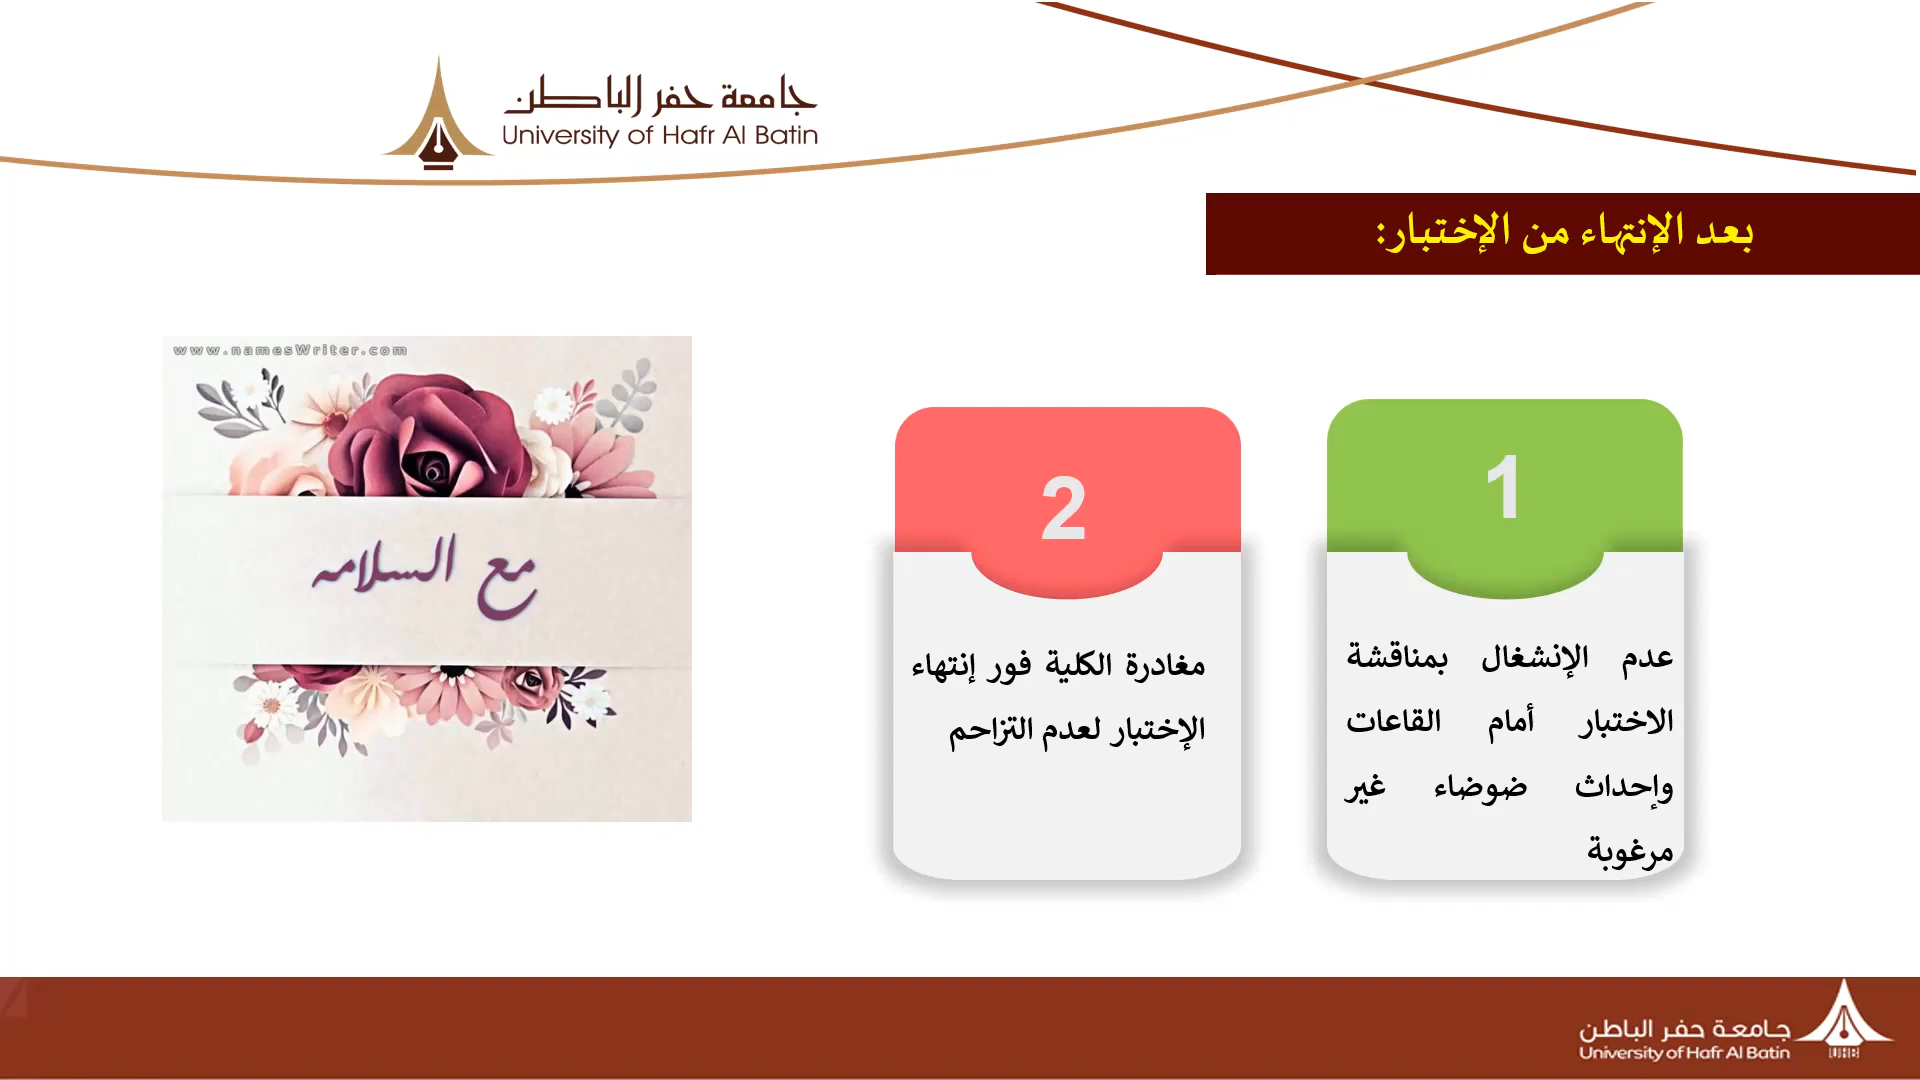 جامعة حفر الباطن
University of Hafr Al Batin
بعد الإنتهاء من الإختبار:
1
عدم الإنشغال بمناقشة
الاختبار أمام القاعات
وإحداث ضوضاء غير
مرغوبة
2
مغادرة الكلية فور إنتهاء
الإختبار لعدم التزاحم
www.namesWriter.com
مع السلامه
جامعة حفر الباطن
University of Hafr Al Batin